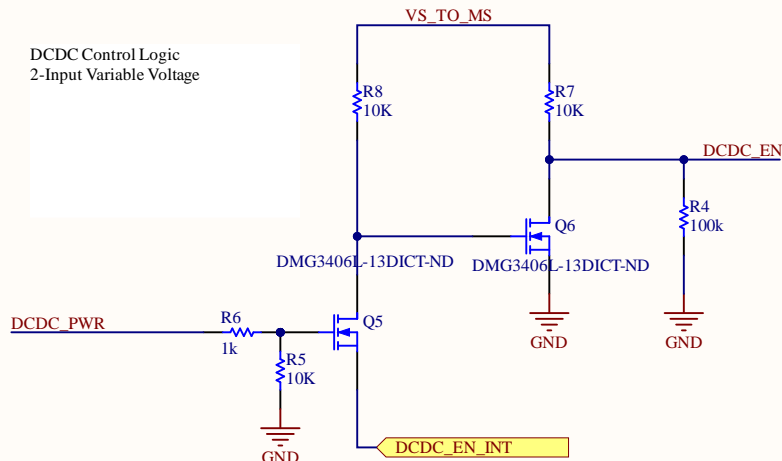 VS_TO_MS
DCDC Control Logic
2-Input Variable Voltage
R8
10K
R7
10K
DCDC_EN
R4
100k
Q6
DMG3406L-13DICT-ND
DMG3406L-13DICT-ND
DCDC_PWR
R6
1k
Q5
R5
10K
GND
GND
GND
DCDC_EN_INT